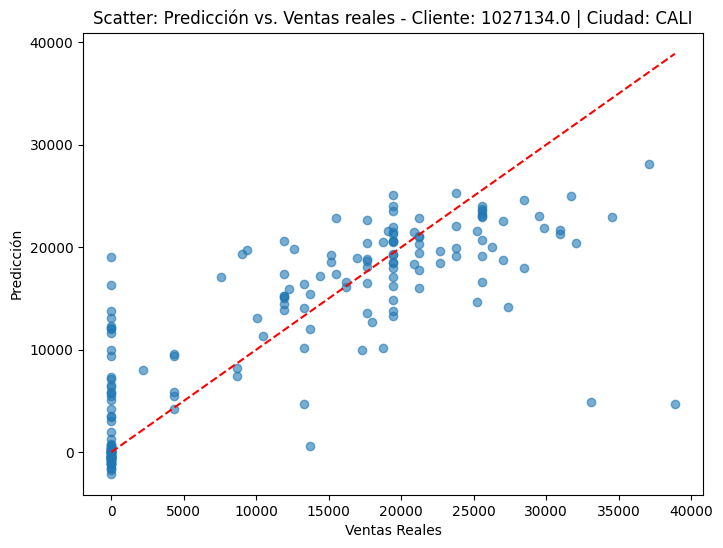 Scatter: Predicción vs. Ventas reales - Cliente: 1027134.0 | Ciudad: CALI
40000
30000
20000
10000
0
Predicción
0 5000 10000 15000 20000 25000 30000 35000 40000
Ventas Reales